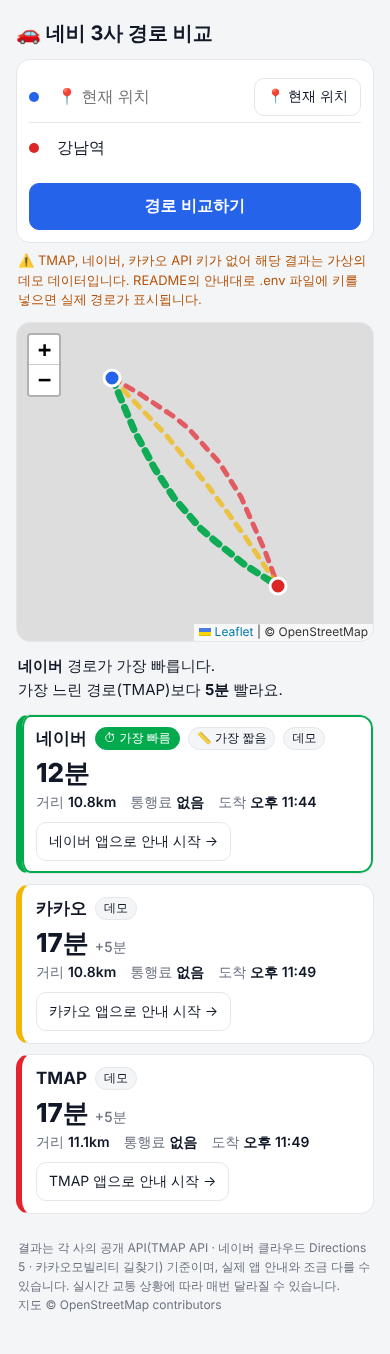 🚗 네비 3사 경로 비교
📍 현재 위치
📍 현재 위치
강남역
경로 비교하기
⚠️ TMAP, 네이버, 카카오 API 키가 없어 해당 결과는 가상의
데모 데이터입니다. README의 안내대로 .env 파일에 키를
넣으면 실제 경로가 표시됩니다.
+
−
Leaflet | © OpenStreetMap
네이버 경로가 가장 빠릅니다.
가장 느린 경로(TMAP)보다 5분 빨라요.
네이버 ⏱ 가장 빠름 📏 가장 짧음 데모
12분
거리 10.8km 통행료 없음 도착 오후 11:44
네이버 앱으로 안내 시작 →
카카오 데모
17분 +5분
거리 10.8km 통행료 없음 도착 오후 11:49
카카오 앱으로 안내 시작 →
TMAP 데모
17분 +5분
거리 11.1km 통행료 없음 도착 오후 11:49
TMAP 앱으로 안내 시작 →
결과는 각 사의 공개 API(TMAP API · 네이버 클라우드 Directions
5 · 카카오모빌리티 길찾기) 기준이며, 실제 앱 안내와 조금 다를 수
있습니다. 실시간 교통 상황에 따라 매번 달라질 수 있습니다.
지도 © OpenStreetMap contributors